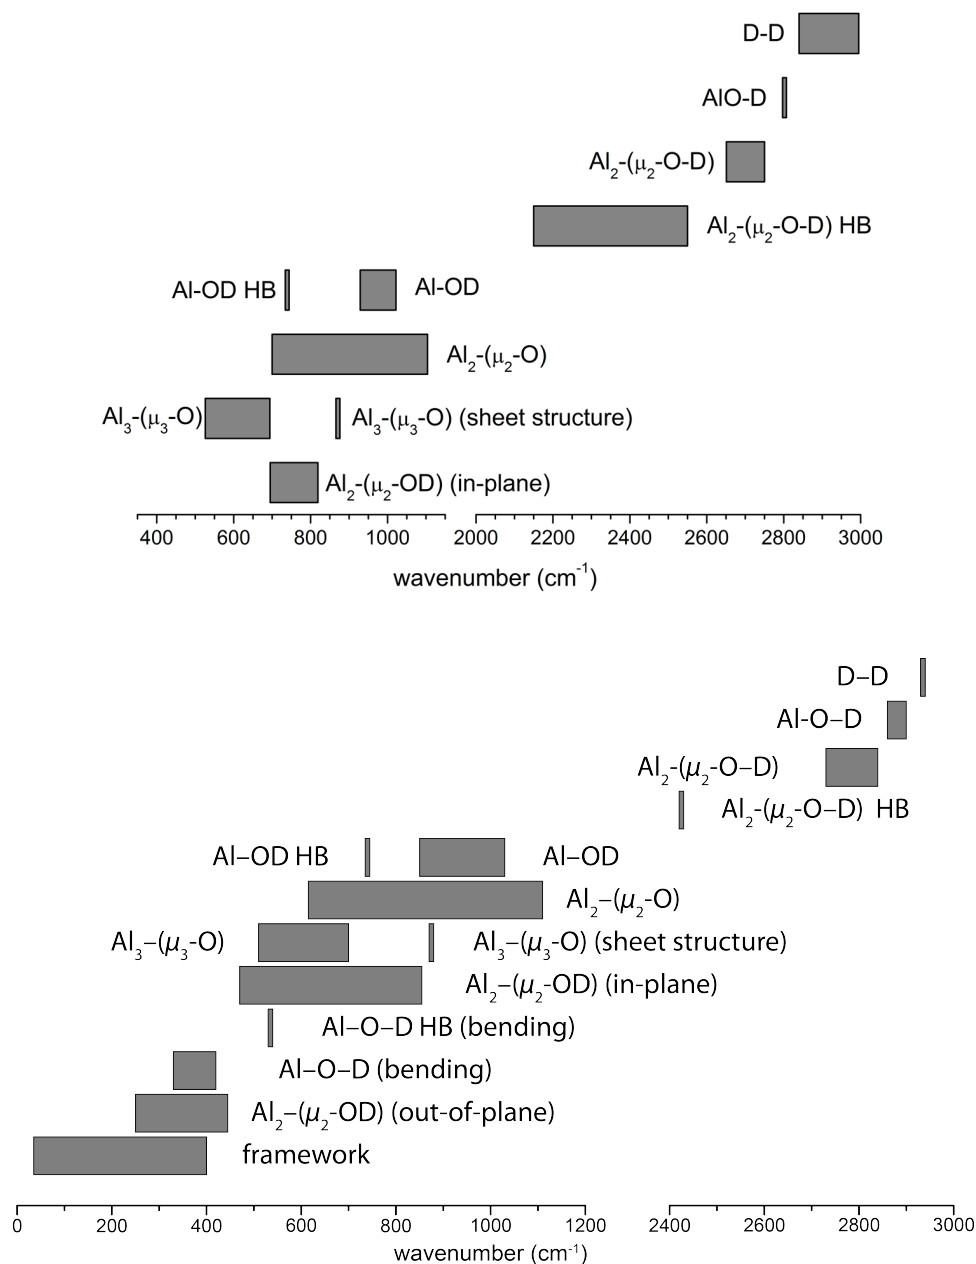 D-D
AlO-D
Al₂-(μ₂-O-D)
Al₂-(μ₂-O-D) HB
Al-OD HB Al-OD
Al₂-(μ₂-O)
Al₃-(μ₃-O) Al₃-(μ₃-O) (sheet structure)
Al₂-(μ₂-OD) (in-plane)
400 600 800 1000 2000 2200 2400 2600 2800 3000
wavenumber (cm⁻¹)
D–D
Al-O–D
Al₂-(μ₂-O–D)
Al₂-(μ₂-O–D) HB
Al–OD HB Al–OD
Al₂–(μ₂-O)
Al₃–(μ₃-O) Al₃–(μ₃-O) (sheet structure)
Al₂–(μ₂-OD) (in-plane)
Al–O–D HB (bending)
Al–O–D (bending)
Al₂–(μ₂-OD) (out-of-plane)
framework
0 200 400 600 800 1000 1200 2400 2600 2800 3000
wavenumber (cm⁻¹)